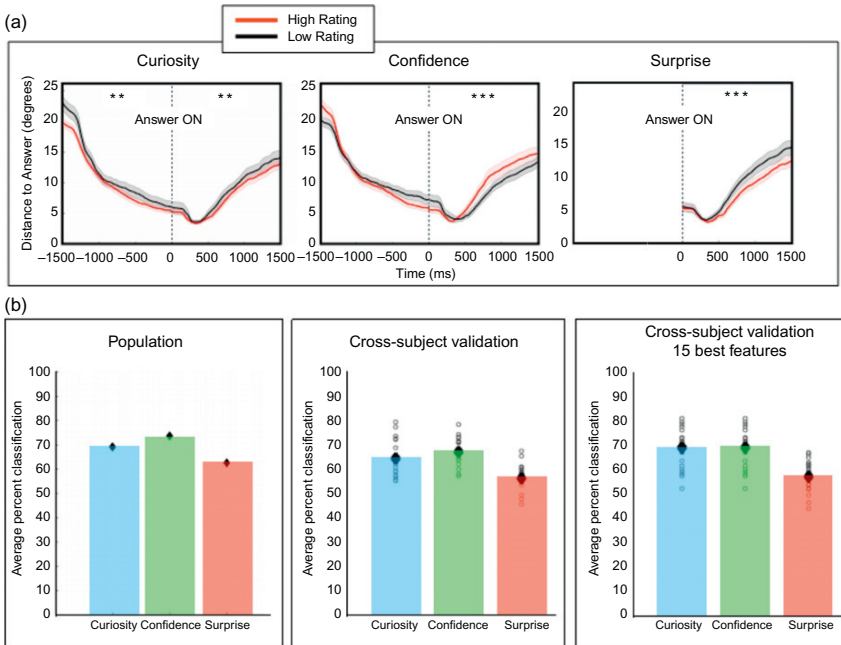 (a)
High Rating
Low Rating
Curiosity
Confidence
Surprise
Distance to Answer (degrees)
25
20
15
10
5
0
** **
Answer ON
–1500 –1000 –500 0 500 1000 1500
25
20
15
10
5
0
***
Answer ON
–1500 –1000 –500 0 500 1000 1500
Time (ms)
20
15
10
5
0
***
Answer ON
0 500 1000 1500
(b)
Population
Average percent classification
100
90
80
70
60
50
40
30
20
10
0
Curiosity Confidence Surprise
Cross-subject validation
Average percent classification
100
90
80
70
60
50
40
30
20
10
0
Curiosity Confidence Surprise
Cross-subject validation
15 best features
Average percent classification
100
90
80
70
60
50
40
30
20
10
0
Curiosity Confidence Surprise